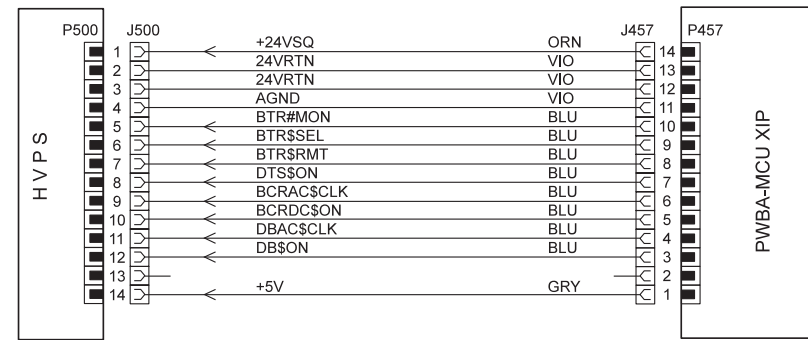 P500 J500 J457 P457
1 +24VSQ ORN 14
2 24VRTN VIO 13
3 24VRTN VIO 12
4 AGND VIO 11
5 BTR#MON BLU 10
6 BTR$SEL BLU 9
7 BTR$RMT BLU 8
8 DTS$ON BLU 7
9 BCRAC$CLK BLU 6
10 BCRDC$ON BLU 5
11 DBAC$CLK BLU 4
12 DB$ON BLU 3
13 2
14 +5V GRY 1
HVPS
PWBA-MCU XIP